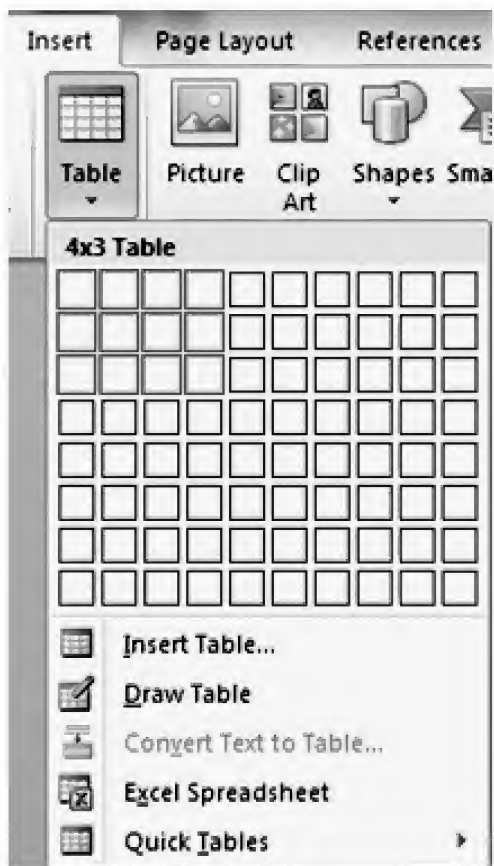 Insert Page Layout References
Table Picture Clip Art Shapes
4x3 Table
Insert Table...
Draw Table
Convert Text to Table...
Excel Spreadsheet
Quick Tables